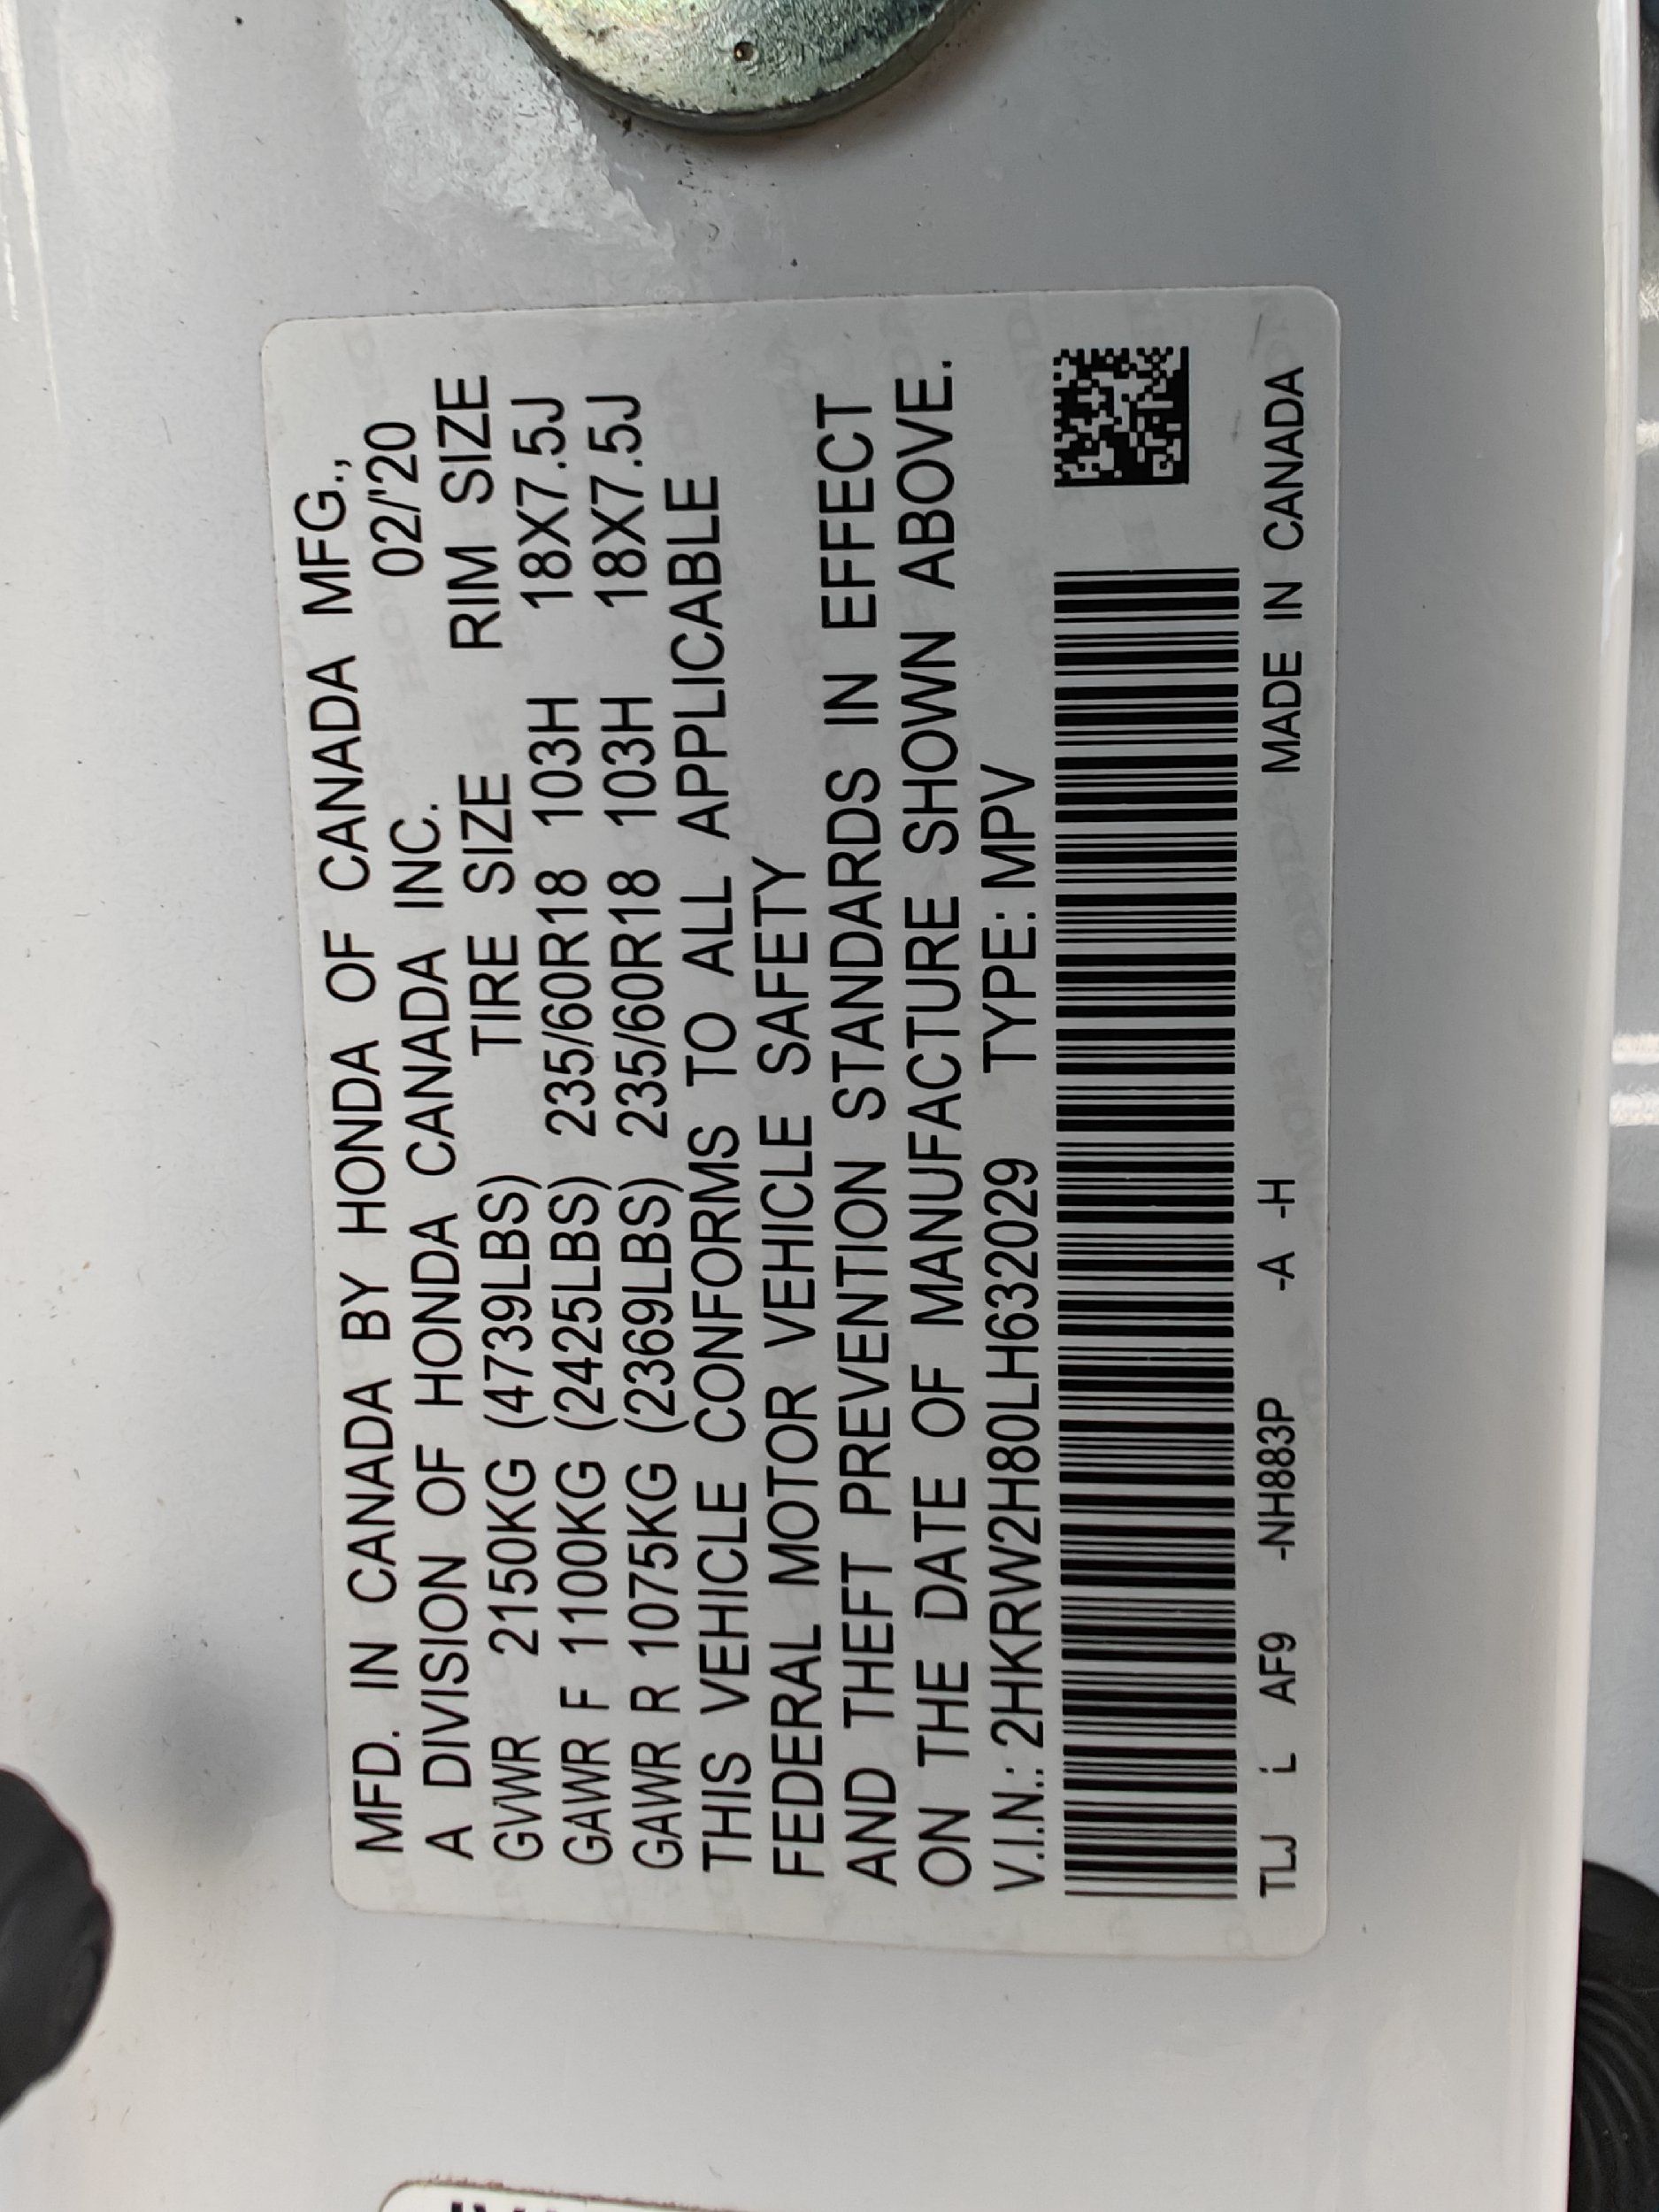 MFD. IN CANADA BY HONDA OF CANADA MFG.,
A DIVISION OF HONDA CANADA INC. 02/'20
GVWR 2150KG (4739LBS) TIRE SIZE RIM SIZE
GAWR F 1100KG (2425LBS) 235/60R18 103H 18X7.5J
GAWR R 1075KG (2369LBS) 235/60R18 103H 18X7.5J
THIS VEHICLE CONFORMS TO ALL APPLICABLE
FEDERAL MOTOR VEHICLE SAFETY
AND THEFT PREVENTION STANDARDS IN EFFECT
ON THE DATE OF MANUFACTURE SHOWN ABOVE.
V.I.N.: 2HKRW2H80LH632029 TYPE: MPV
TLJ L AF9 -NH883P -A -H MADE IN CANADA